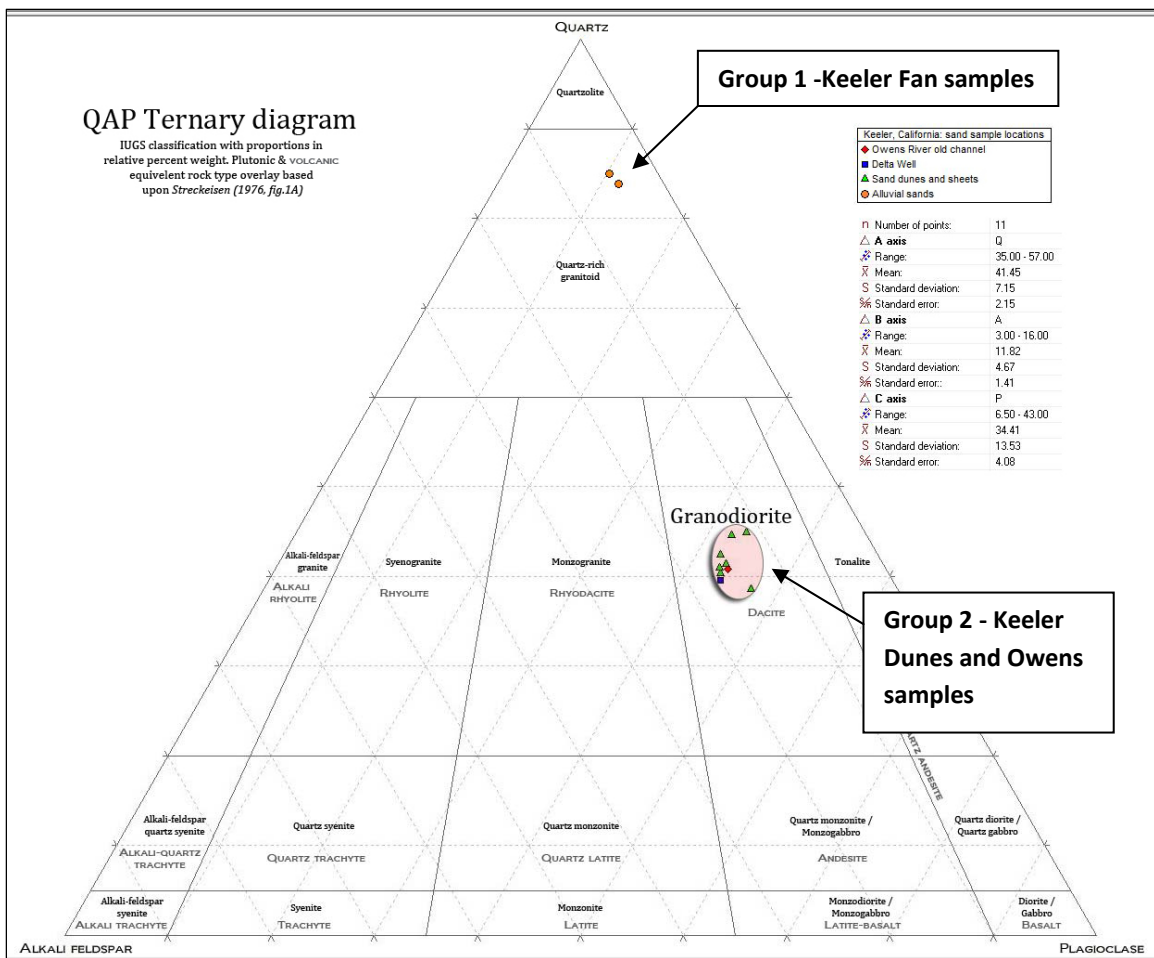 QUARTZ
Group 1 -Keeler Fan samples
Quartzolite
QAP Ternary diagram
IUGS classification with proportions in
relative percent weight. Plutonic & VOLCANIC
equivalent rock type overlay based
upon Streckeisen (1976, fig.1A)
Keeler, California: sand sample locations
Owens River old channel
Delta Well
Sand dunes and sheets
Alluvial sands
n Number of points: 11
A axis Q
Range: 35.00 - 57.00
X Mean: 41.45
S Standard deviation: 7.15
Standard error: 2.15
B axis A
Range: 3.00 - 16.00
X Mean: 11.82
S Standard deviation: 4.67
Standard error:: 1.41
C axis P
Range: 6.50 - 43.00
X Mean: 34.41
S Standard deviation: 13.53
Standard error: 4.08
Quartz-rich
granitoid
Granodiorite
Alkali-feldspar
granite
ALKALI
RHYOLITE
Syenogranite
RHYOLITE
Monzogranite
RHYODACITE
DACITE
Tonalite
Group 2 - Keeler
Dunes and Owens
samples
ARTZ ANDESITE
Alkali-feldspar
quartz syenite
ALKALI-QUARTZ
TRACHYTE
Quartz syenite
QUARTZ TRACHYTE
Quartz monzonite
QUARTZ LATITE
Quartz monzonite /
Monzogabbro
ANDESITE
Quartz diorite /
Quartz gabbro
Alkali-feldspar
syenite
ALKALI TRACHYTE
Syenite
TRACHYTE
Monzonite
LATITE
Monzodiorite /
Monzogabbro
LATITE-BASALT
Diorite /
Gabbro
BASALT
ALKALI FELDSPAR
PLAGIOCLASE